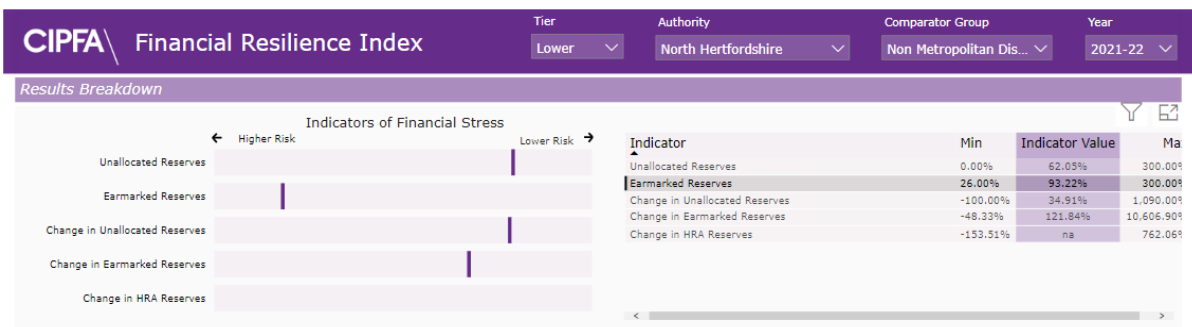 Tier Authority Comparator Group Year
CIPFA\ Financial Resilience Index
Lower North Hertfordshire Non Metropolitan Dis... 2021-22
Results Breakdown
Indicators of Financial Stress
← Higher Risk Lower Risk →
Unallocated Reserves
Earmarked Reserves
Change in Unallocated Reserves
Change in Earmarked Reserves
Change in HRA Reserves
Indicator Min Indicator Value Ma
Unallocated Reserves 0.00% 62.05% 300.00%
Earmarked Reserves 26.00% 93.22% 300.00%
Change in Unallocated Reserves -100.00% 34.91% 1,090.00%
Change in Earmarked Reserves -48.33% 121.84% 10,606.90%
Change in HRA Reserves -153.51% na 762.06%